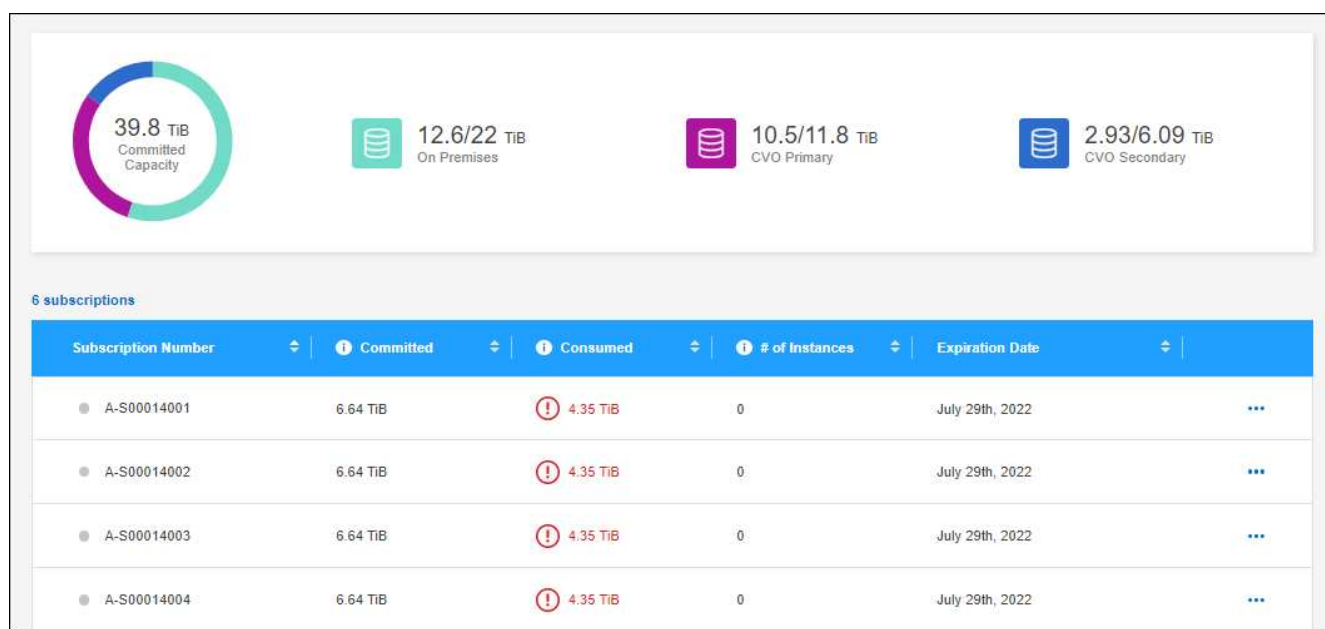 39.8 TiB
Committed
Capacity
12.6/22 TiB
On Premises
10.5/11.8 TiB
CVO Primary
2.93/6.09 TiB
CVO Secondary
6 subscriptions
Subscription Number Committed Consumed # of Instances Expiration Date
A-S00014001 6.64 TiB 4.35 TiB 0 July 29th, 2022
A-S00014002 6.64 TiB 4.35 TiB 0 July 29th, 2022
A-S00014003 6.64 TiB 4.35 TiB 0 July 29th, 2022
A-S00014004 6.64 TiB 4.35 TiB 0 July 29th, 2022